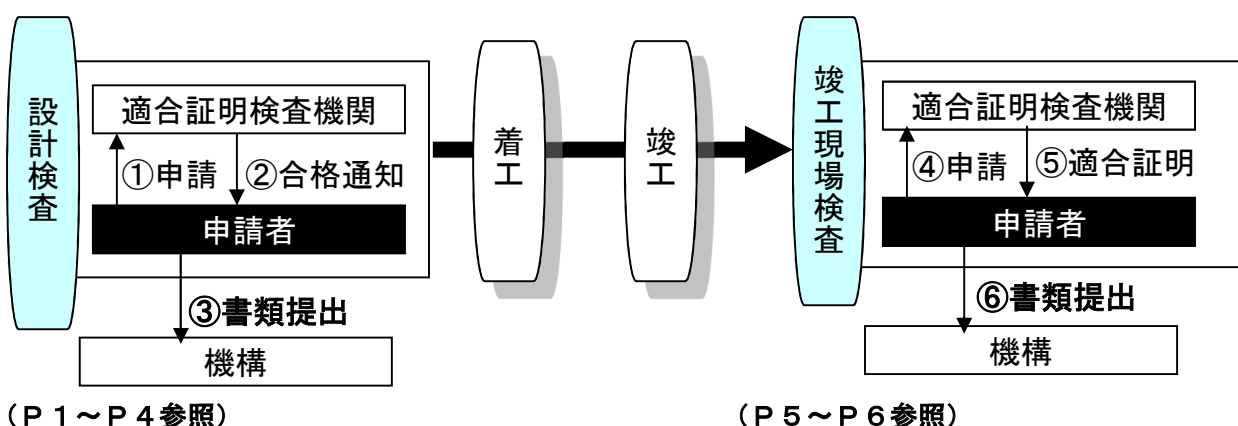 設計検査
適合証明検査機関
①申請
②合格通知
申請者
③書類提出
機構
(P1~P4参照)
着工
竣工
竣工現場検査
適合証明検査機関
④申請
⑤適合証明
申請者
⑥書類提出
機構
(P5~P6参照)